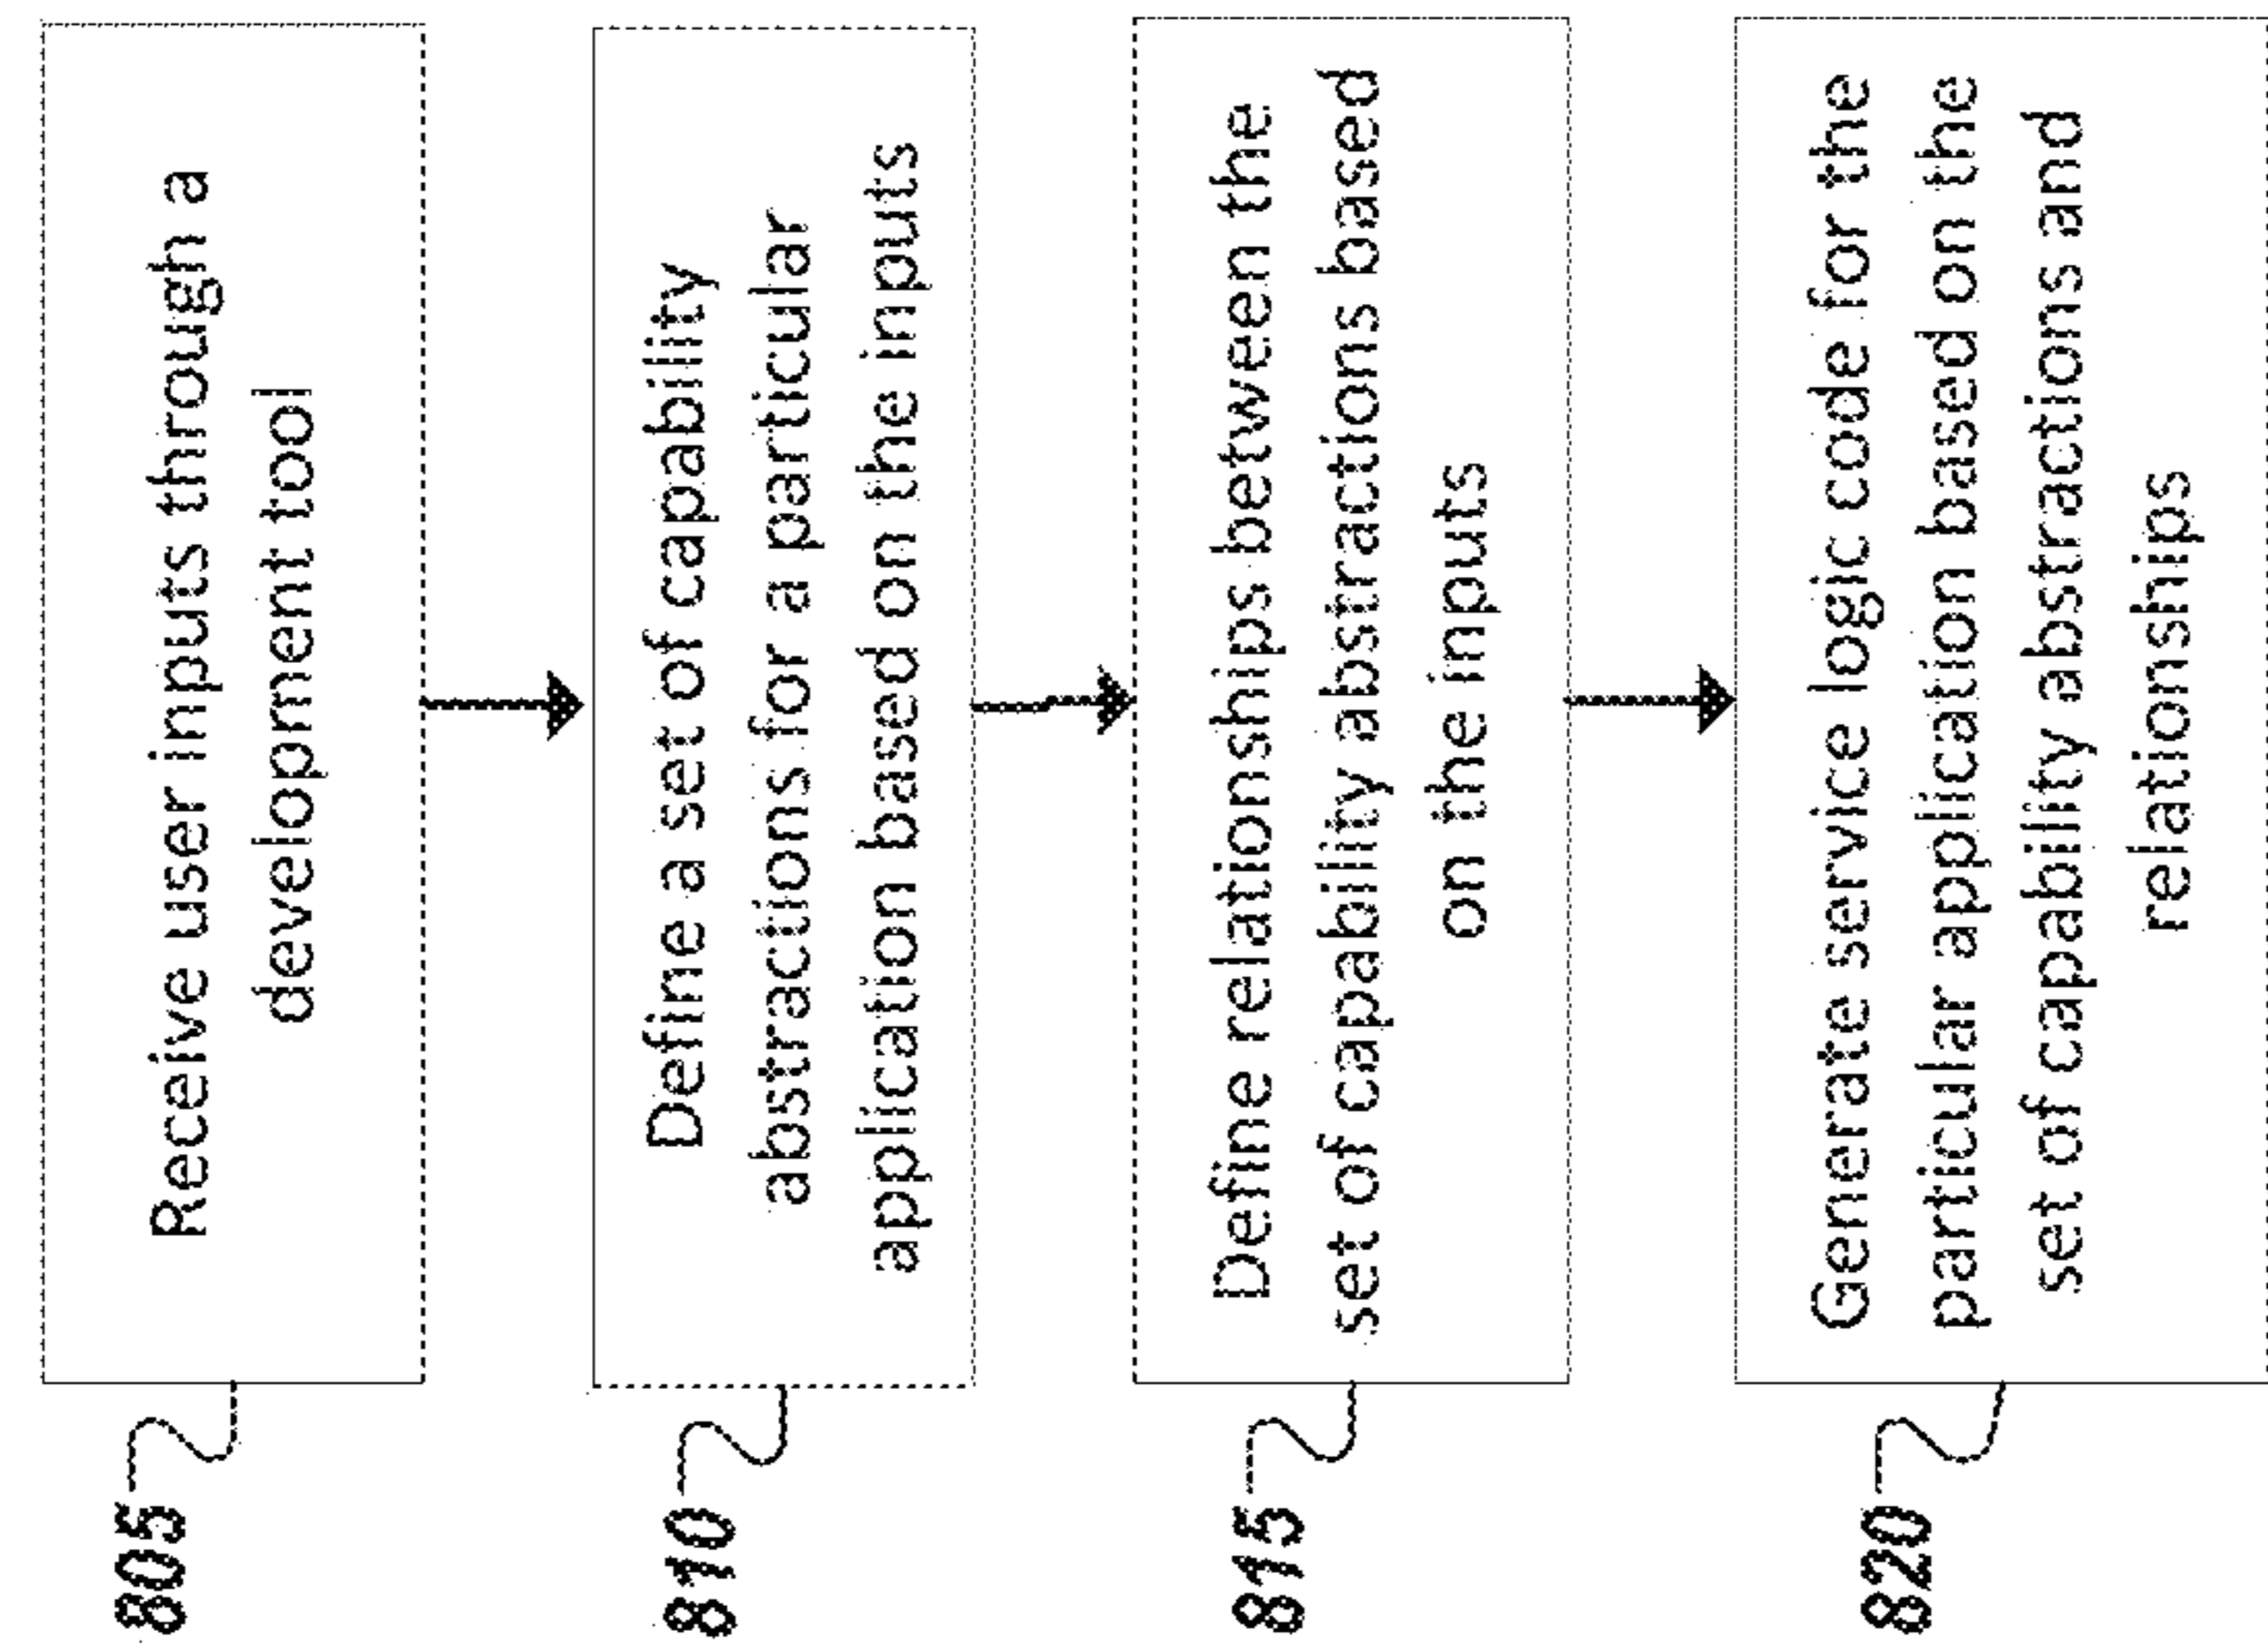 805
Receive user inputs through a
development tool
810
Define a set of capability
abstractions for a particular
application based on the inputs
815
Define relationships between the
set of capability abstractions based
on the inputs
820
Generate service logic code for the
particular application based on the
set of capability abstractions and
relationships